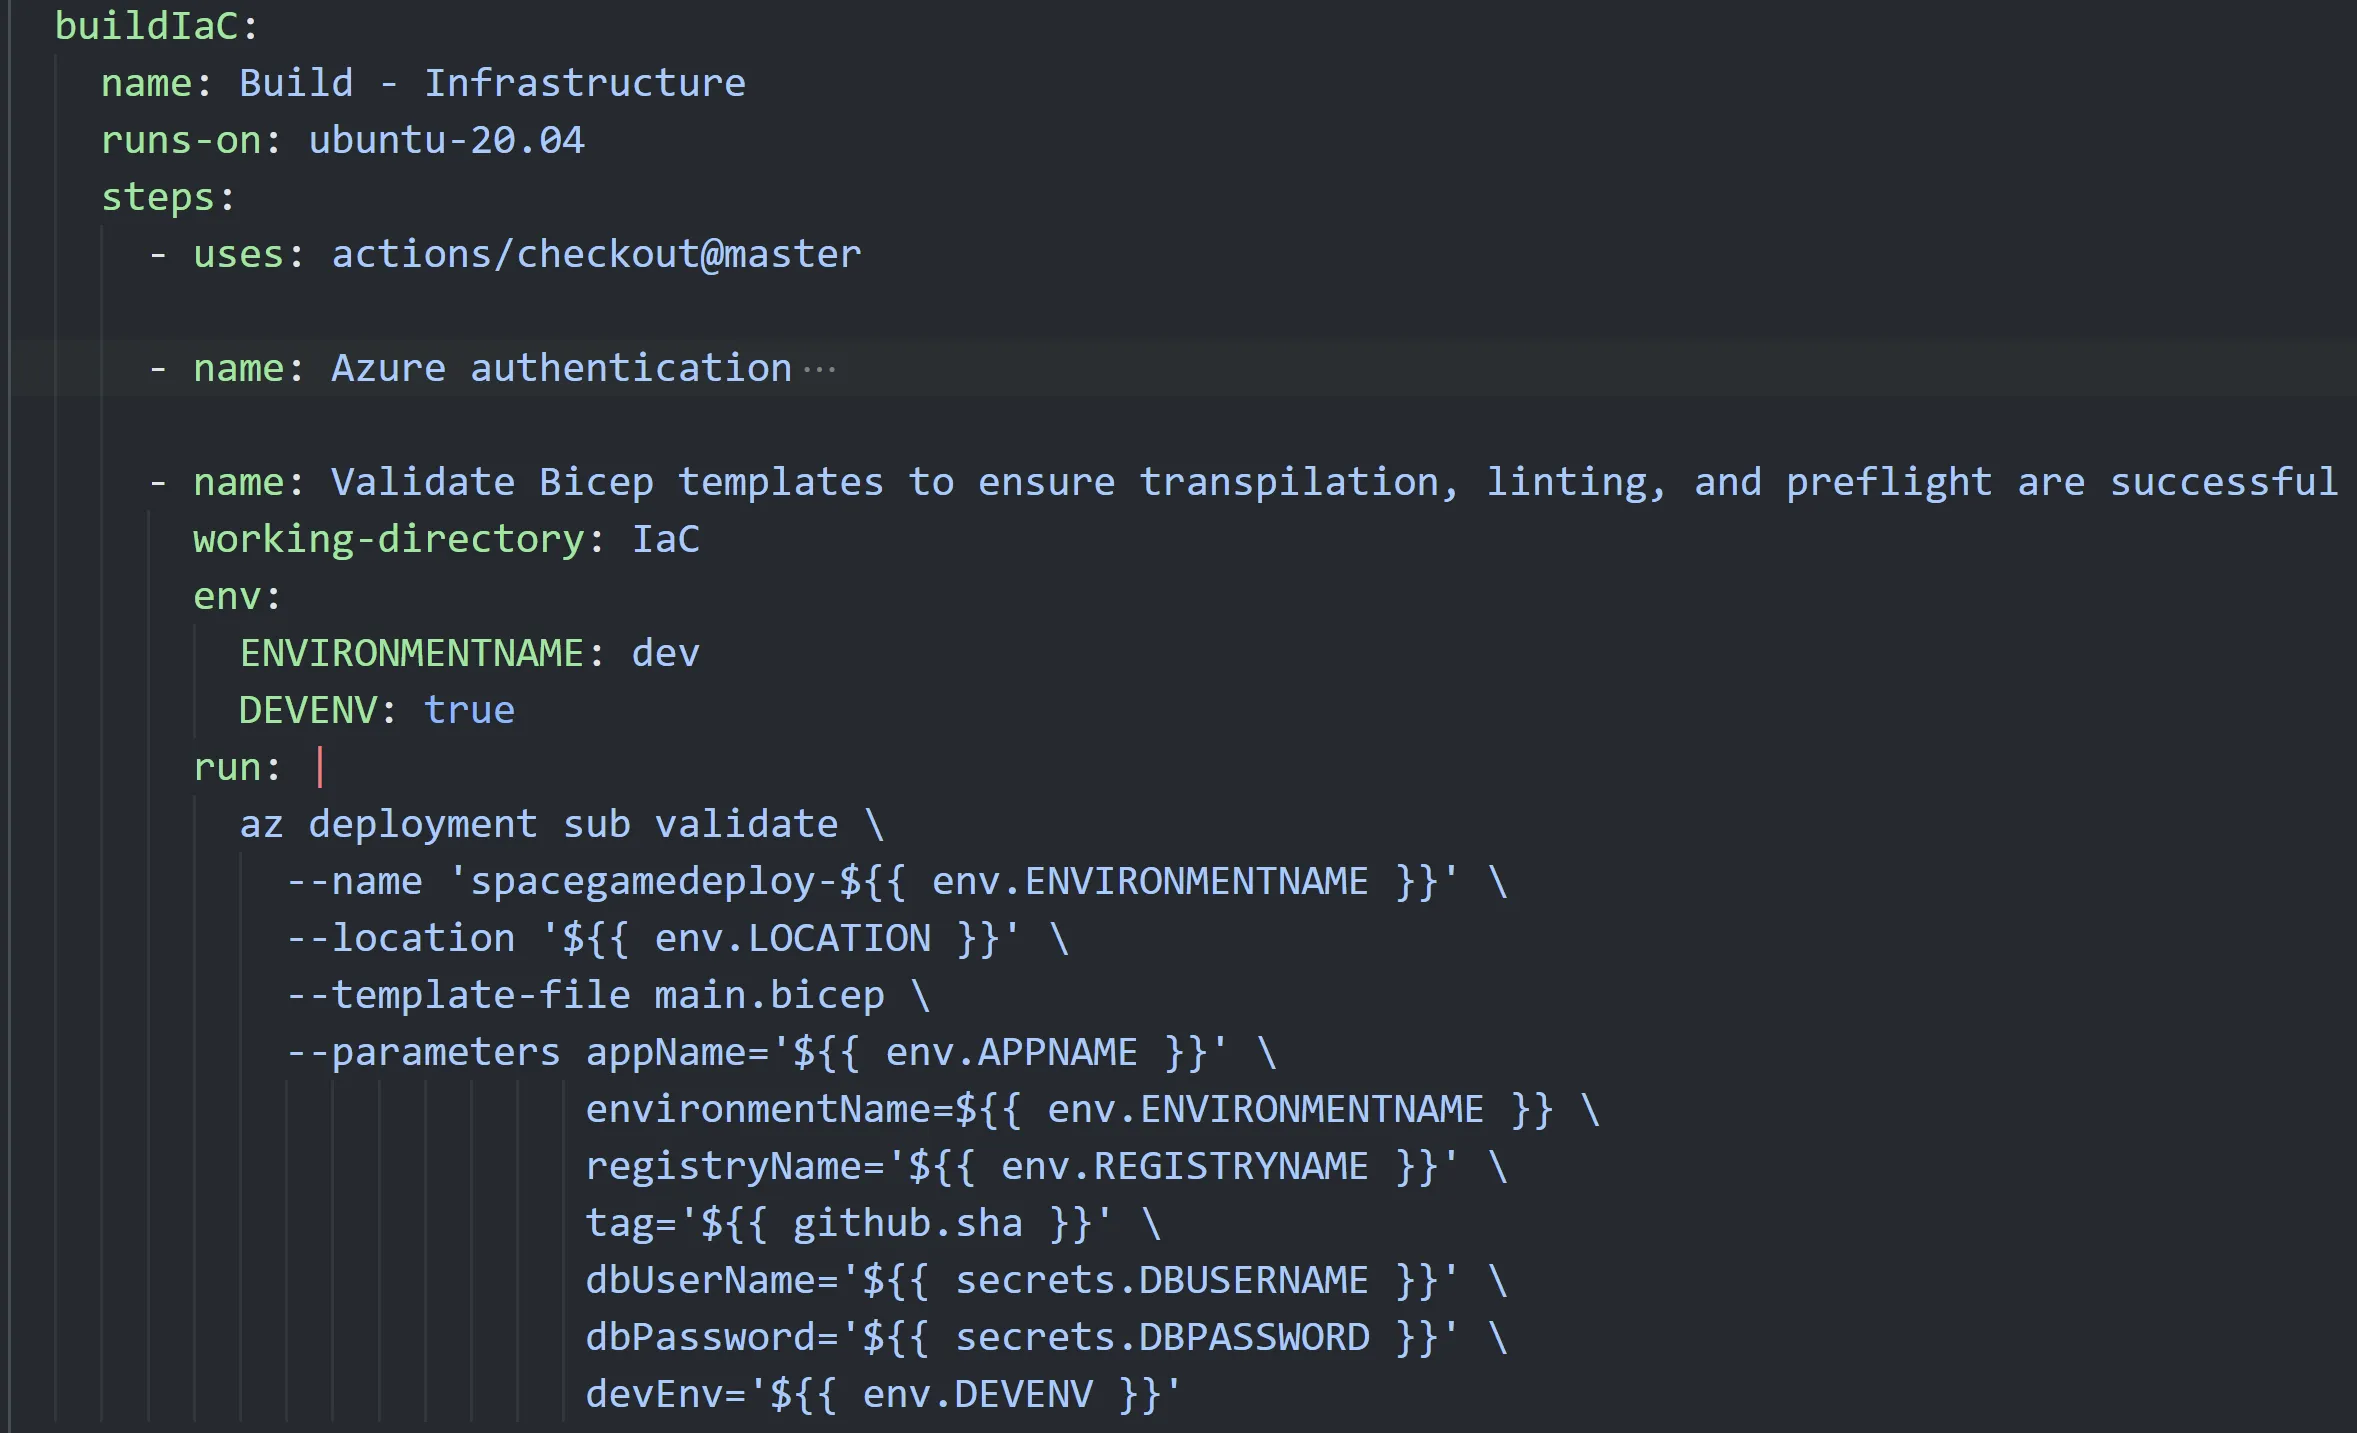 buildIaC:
name: Build - Infrastructure
runs-on: ubuntu-20.04
steps:
- uses: actions/checkout@master
- name: Azure authentication ···
- name: Validate Bicep templates to ensure transpilation, linting, and preflight are successful
working-directory: IaC
env:
ENVIRONMENTNAME: dev
DEVENV: true
run: |
az deployment sub validate \
--name 'spacegamedeploy-${{ env.ENVIRONMENTNAME }}' \
--location '${{ env.LOCATION }}' \
--template-file main.bicep \
--parameters appName='${{ env.APPNAME }}' \
environmentName=${{ env.ENVIRONMENTNAME }} \
registryName='${{ env.REGISTRYNAME }}' \
tag='${{ github.sha }}' \
dbUserName='${{ secrets.DBUSERNAME }}' \
dbPassword='${{ secrets.DBPASSWORD }}' \
devEnv='${{ env.DEVENV }}'